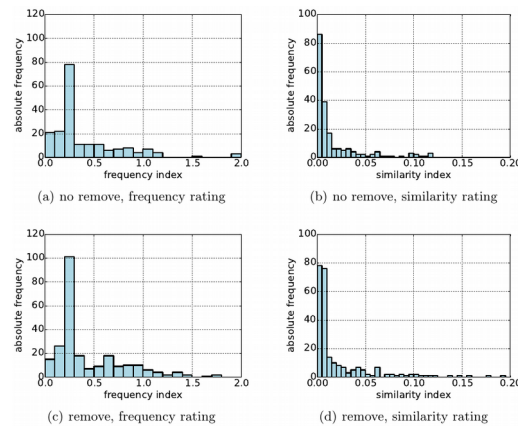 120
100
80
60
40
20
0
0.0 0.5 1.0 1.5 2.0
absolute frequency
frequency index
(a) no remove, frequency rating
100
80
60
40
20
0
0.00 0.05 0.10 0.15 0.20
absolute frequency
similarity index
(b) no remove, similarity rating
120
100
80
60
40
20
0
0.0 0.5 1.0 1.5 2.0
absolute frequency
frequency index
(c) remove, frequency rating
100
80
60
40
20
0
0.00 0.05 0.10 0.15 0.20
absolute frequency
similarity index
(d) remove, similarity rating